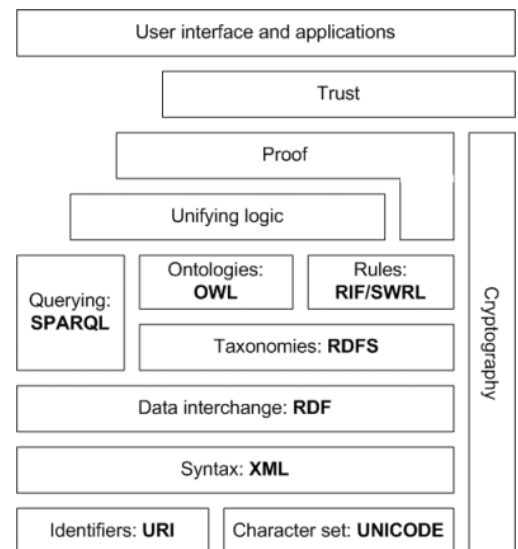 User interface and applications
Trust
Proof
Unifying logic
Ontologies:
OWL
Rules:
RIF/SWRL
Querying:
SPARQL
Taxonomies: RDFS
Cryptography
Data interchange: RDF
Syntax: XML
Identifiers: URI
Character set: UNICODE